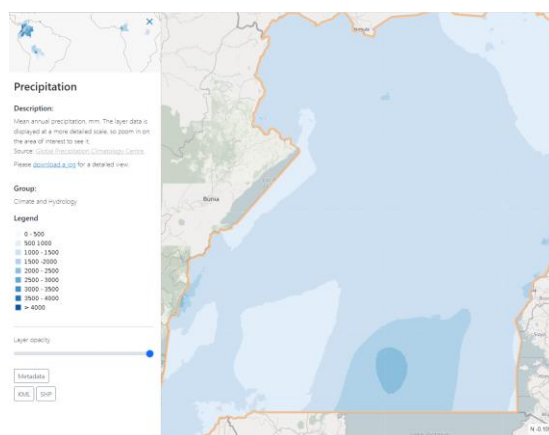 Precipitation
Description:
Mean annual precipitation, mm. The layer data is
displayed at a more detailed scale, so zoom in on
the area of interest to see it.
Source: Global Precipitation Climatology Centre
Please download a jpg for a detailed view.
Group:
Climate and Hydrology
Legend
0 - 500
500 1000
1000 - 1500
1500 -2000
2000 - 2500
2500 - 3000
3000 - 3500
3500 - 4000
> 4000
Layer opacity
Metadata
KML
SHP
Bunia